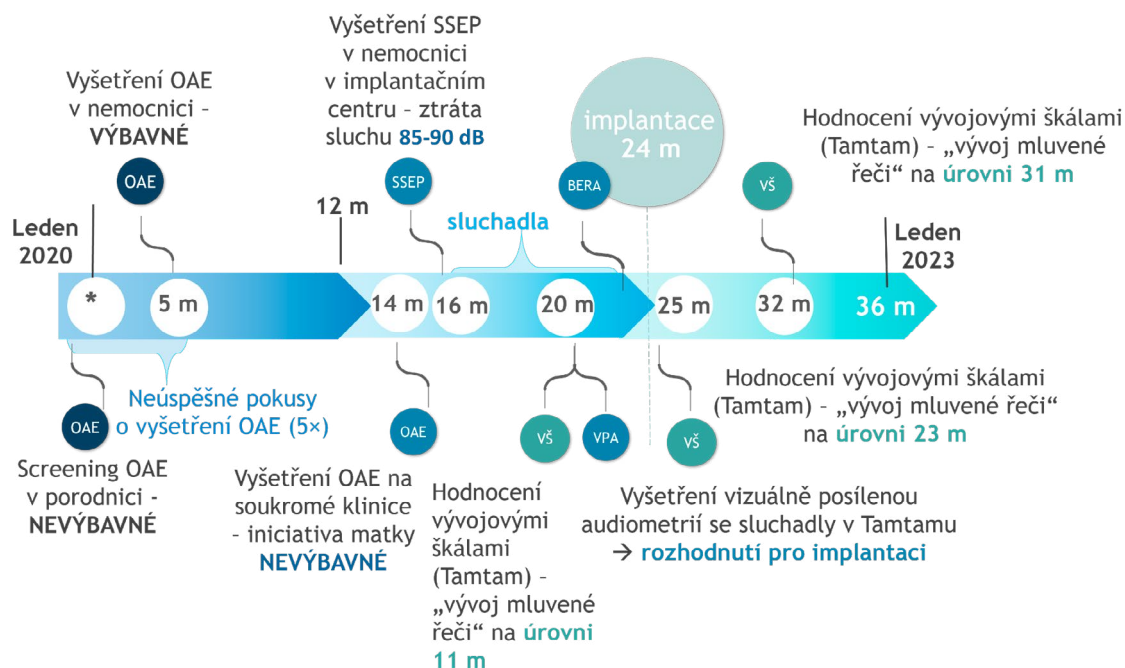 Vyšetření OAE
v nemocnici –
VÝBAVNÉ
Vyšetření SSEP
v nemocnici
v implantačním
centru – ztráta
sluchu 85-90 dB
implantace
24 m
Hodnocení vývojovými škálami
(Tamtam) – „vývoj mluvené
řeči“ na úrovni 31 m
OAE
SSEP
BERA
VŠ
Leden
2020
12 m
sluchadla
Leden
2023
*
5 m
14 m
16 m
20 m
25 m
32 m
36 m
Neúspěšné pokusy
o vyšetření OAE (5×)
OAE
OAE
VŠ
VPA
VŠ
Hodnocení vývojovými škálami
(Tamtam) – „vývoj mluvené řeči“
na úrovni 23 m
Screening OAE
v porodnici -
NEVÝBAVNÉ
Vyšetření OAE na
soukromé klinice
– iniciativa matky
NEVÝBAVNÉ
Hodnocení
vývojovými
škálami
(Tamtam) –
„vývoj mluvené
řeči“ na úrovni
11 m
Vyšetření vizuálně posílenou
audiometrií se sluchadly v Tamtamu
→ rozhodnutí pro implantaci